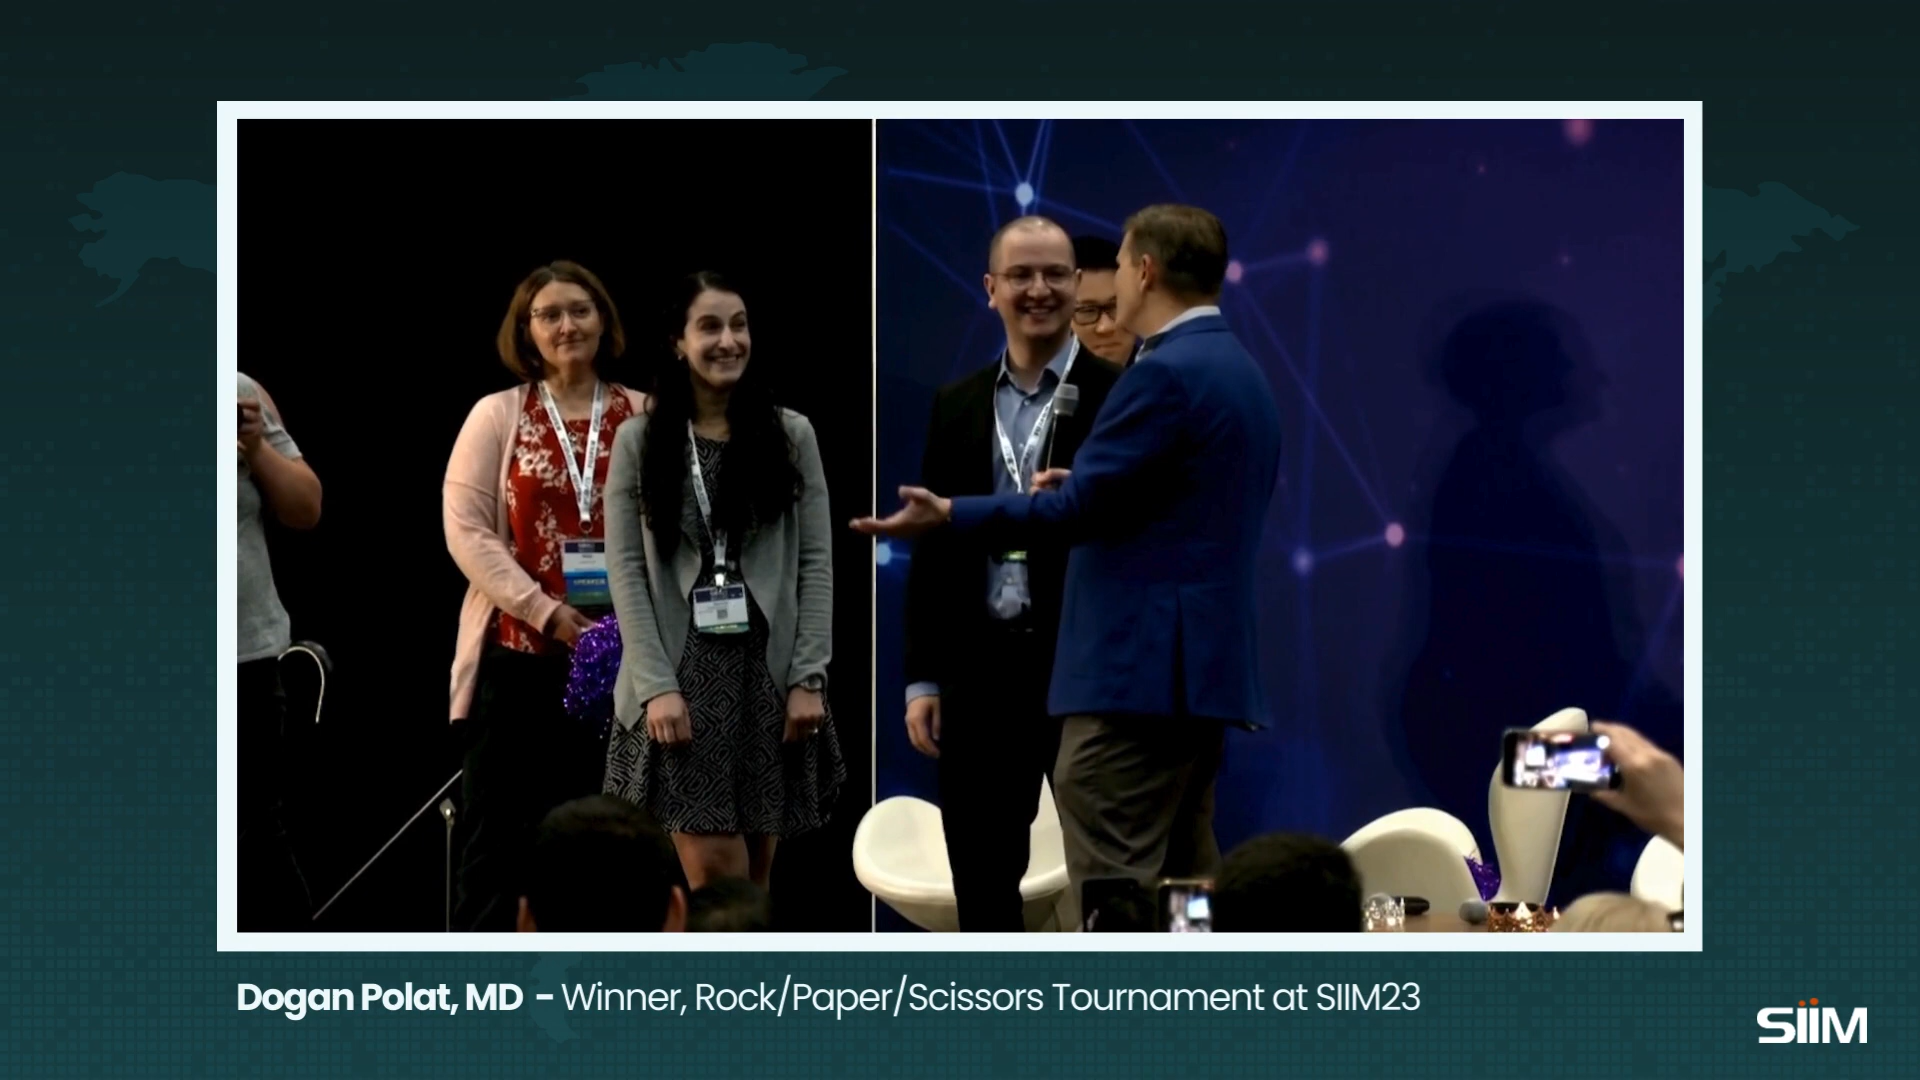 Dogan Polat, MD – Winner, Rock/Paper/Scissors Tournament at SIIM23
SiiM